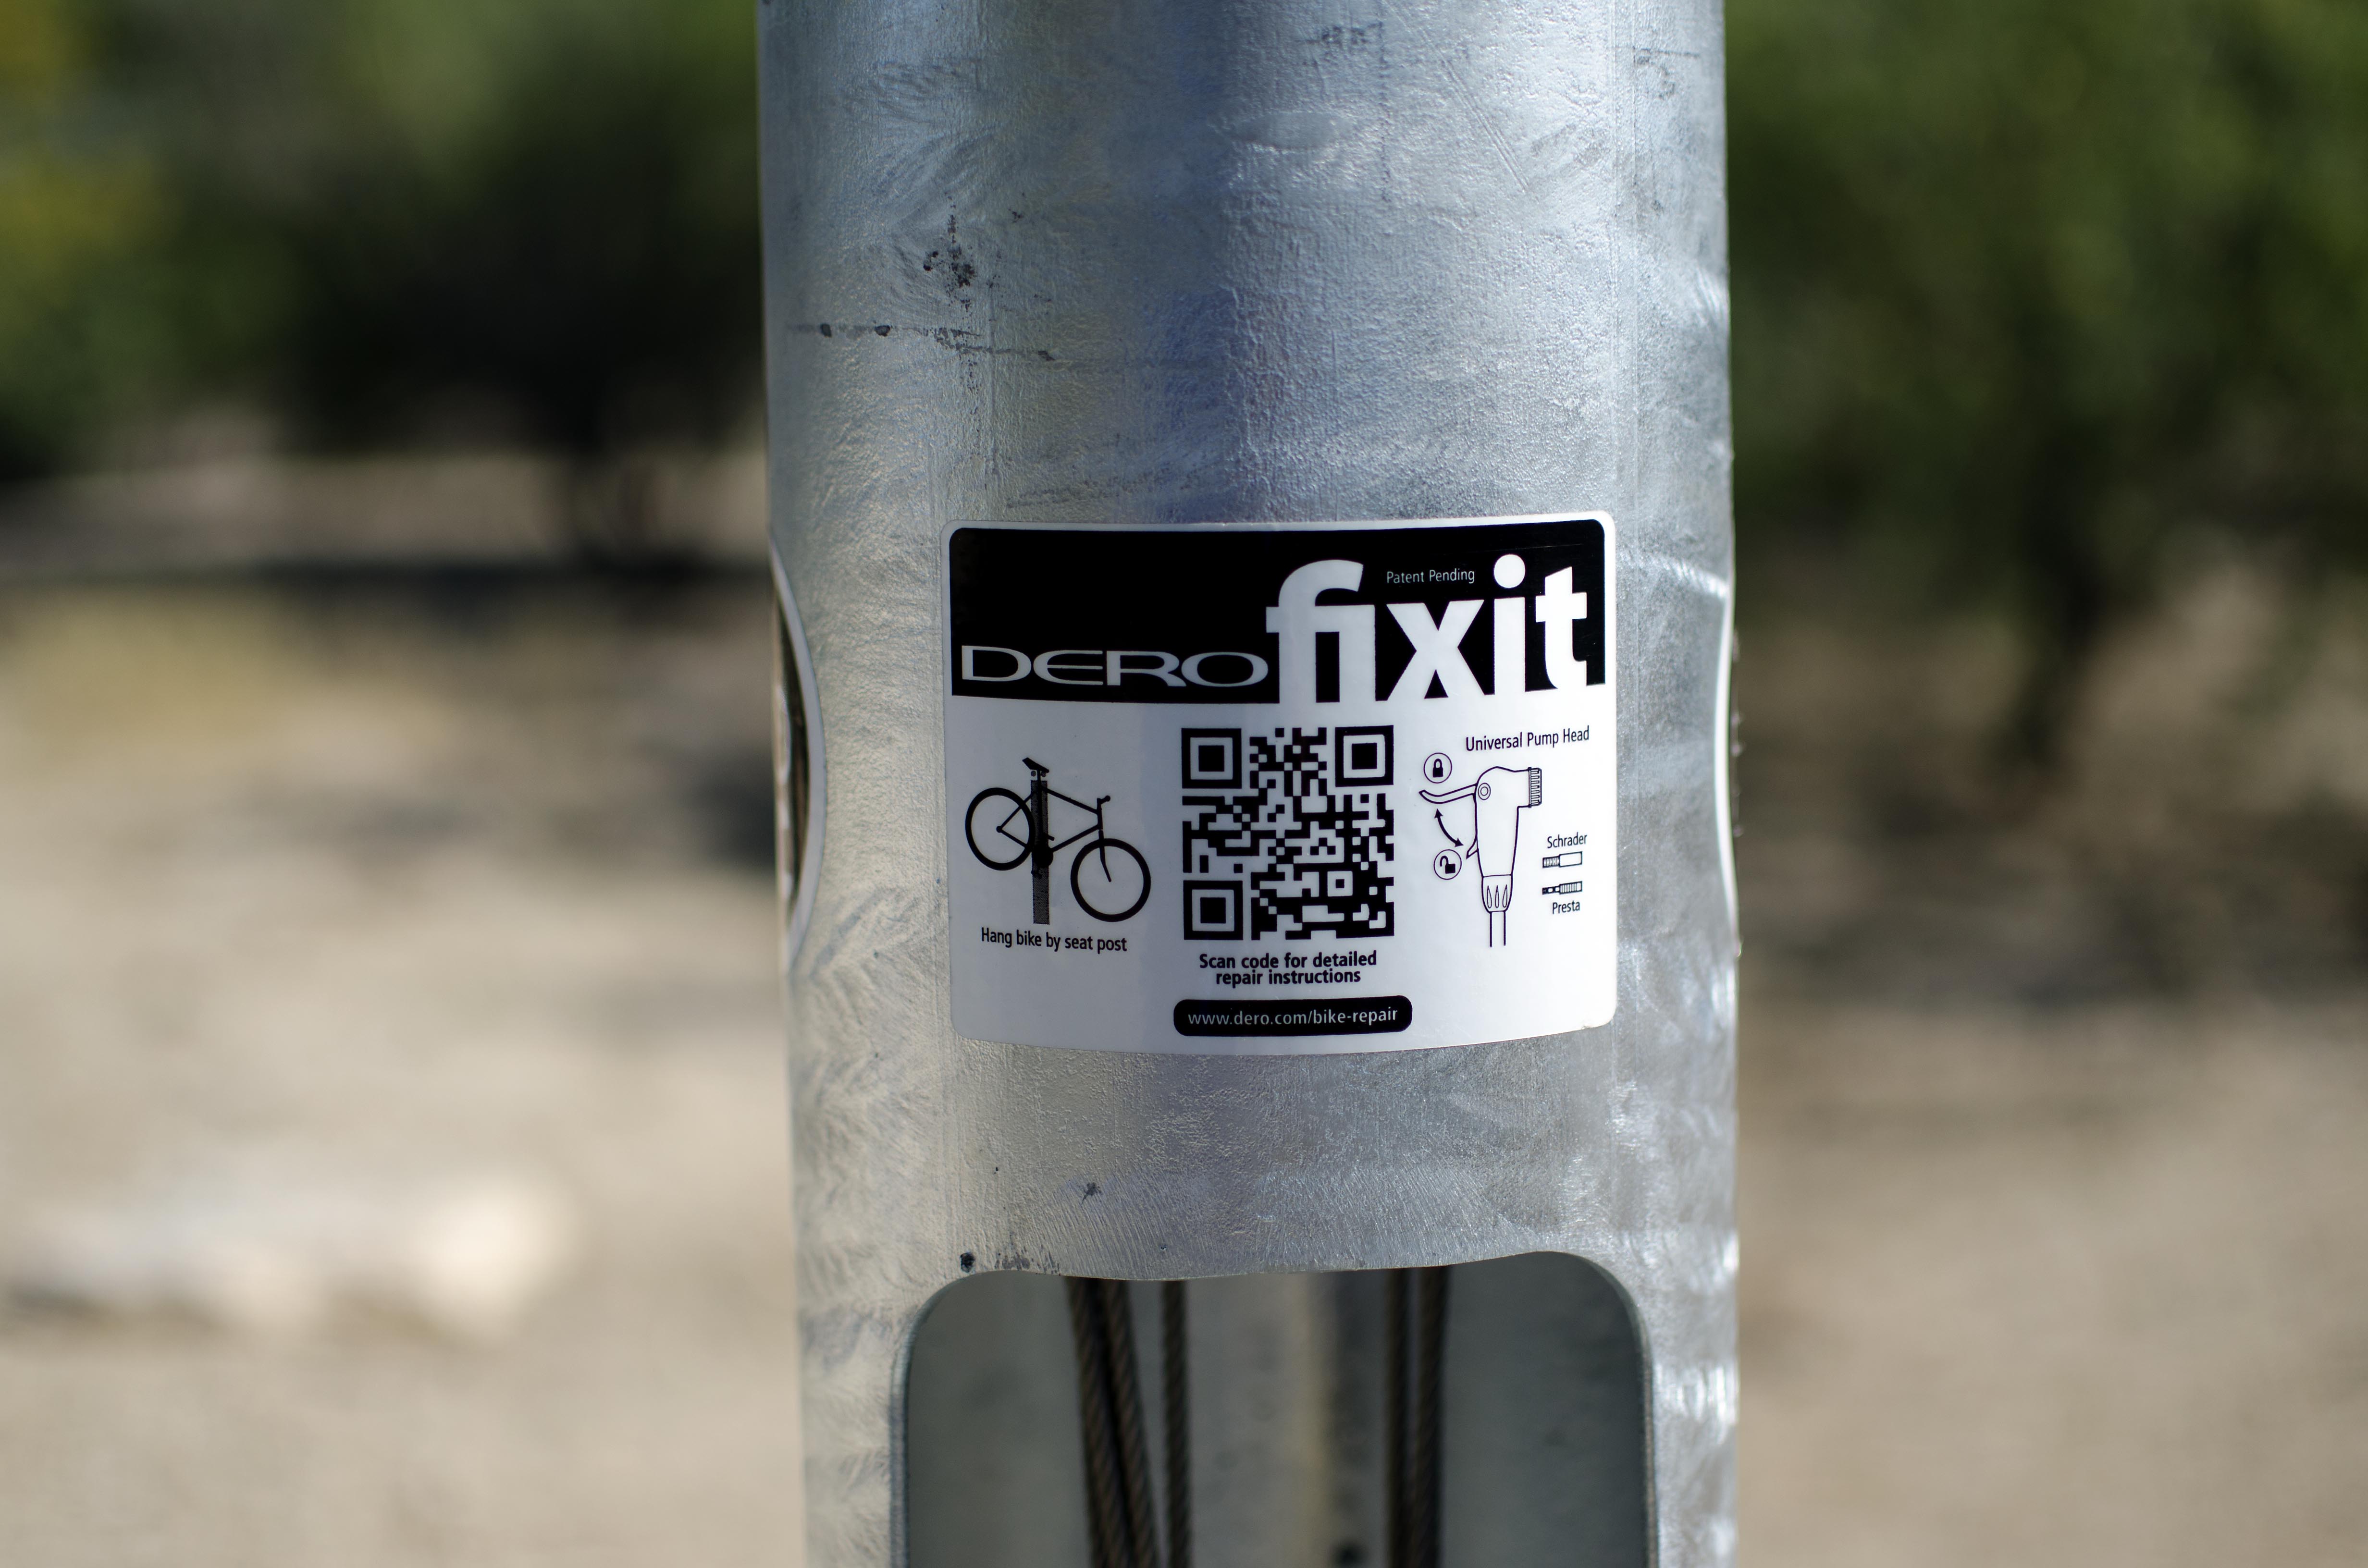 Patent Pending
DERO fixit
Hang bike by seat post
Scan code for detailed
repair instructions
www.dero.com/bike-repair
Universal Pump Head
Schrader
Presta